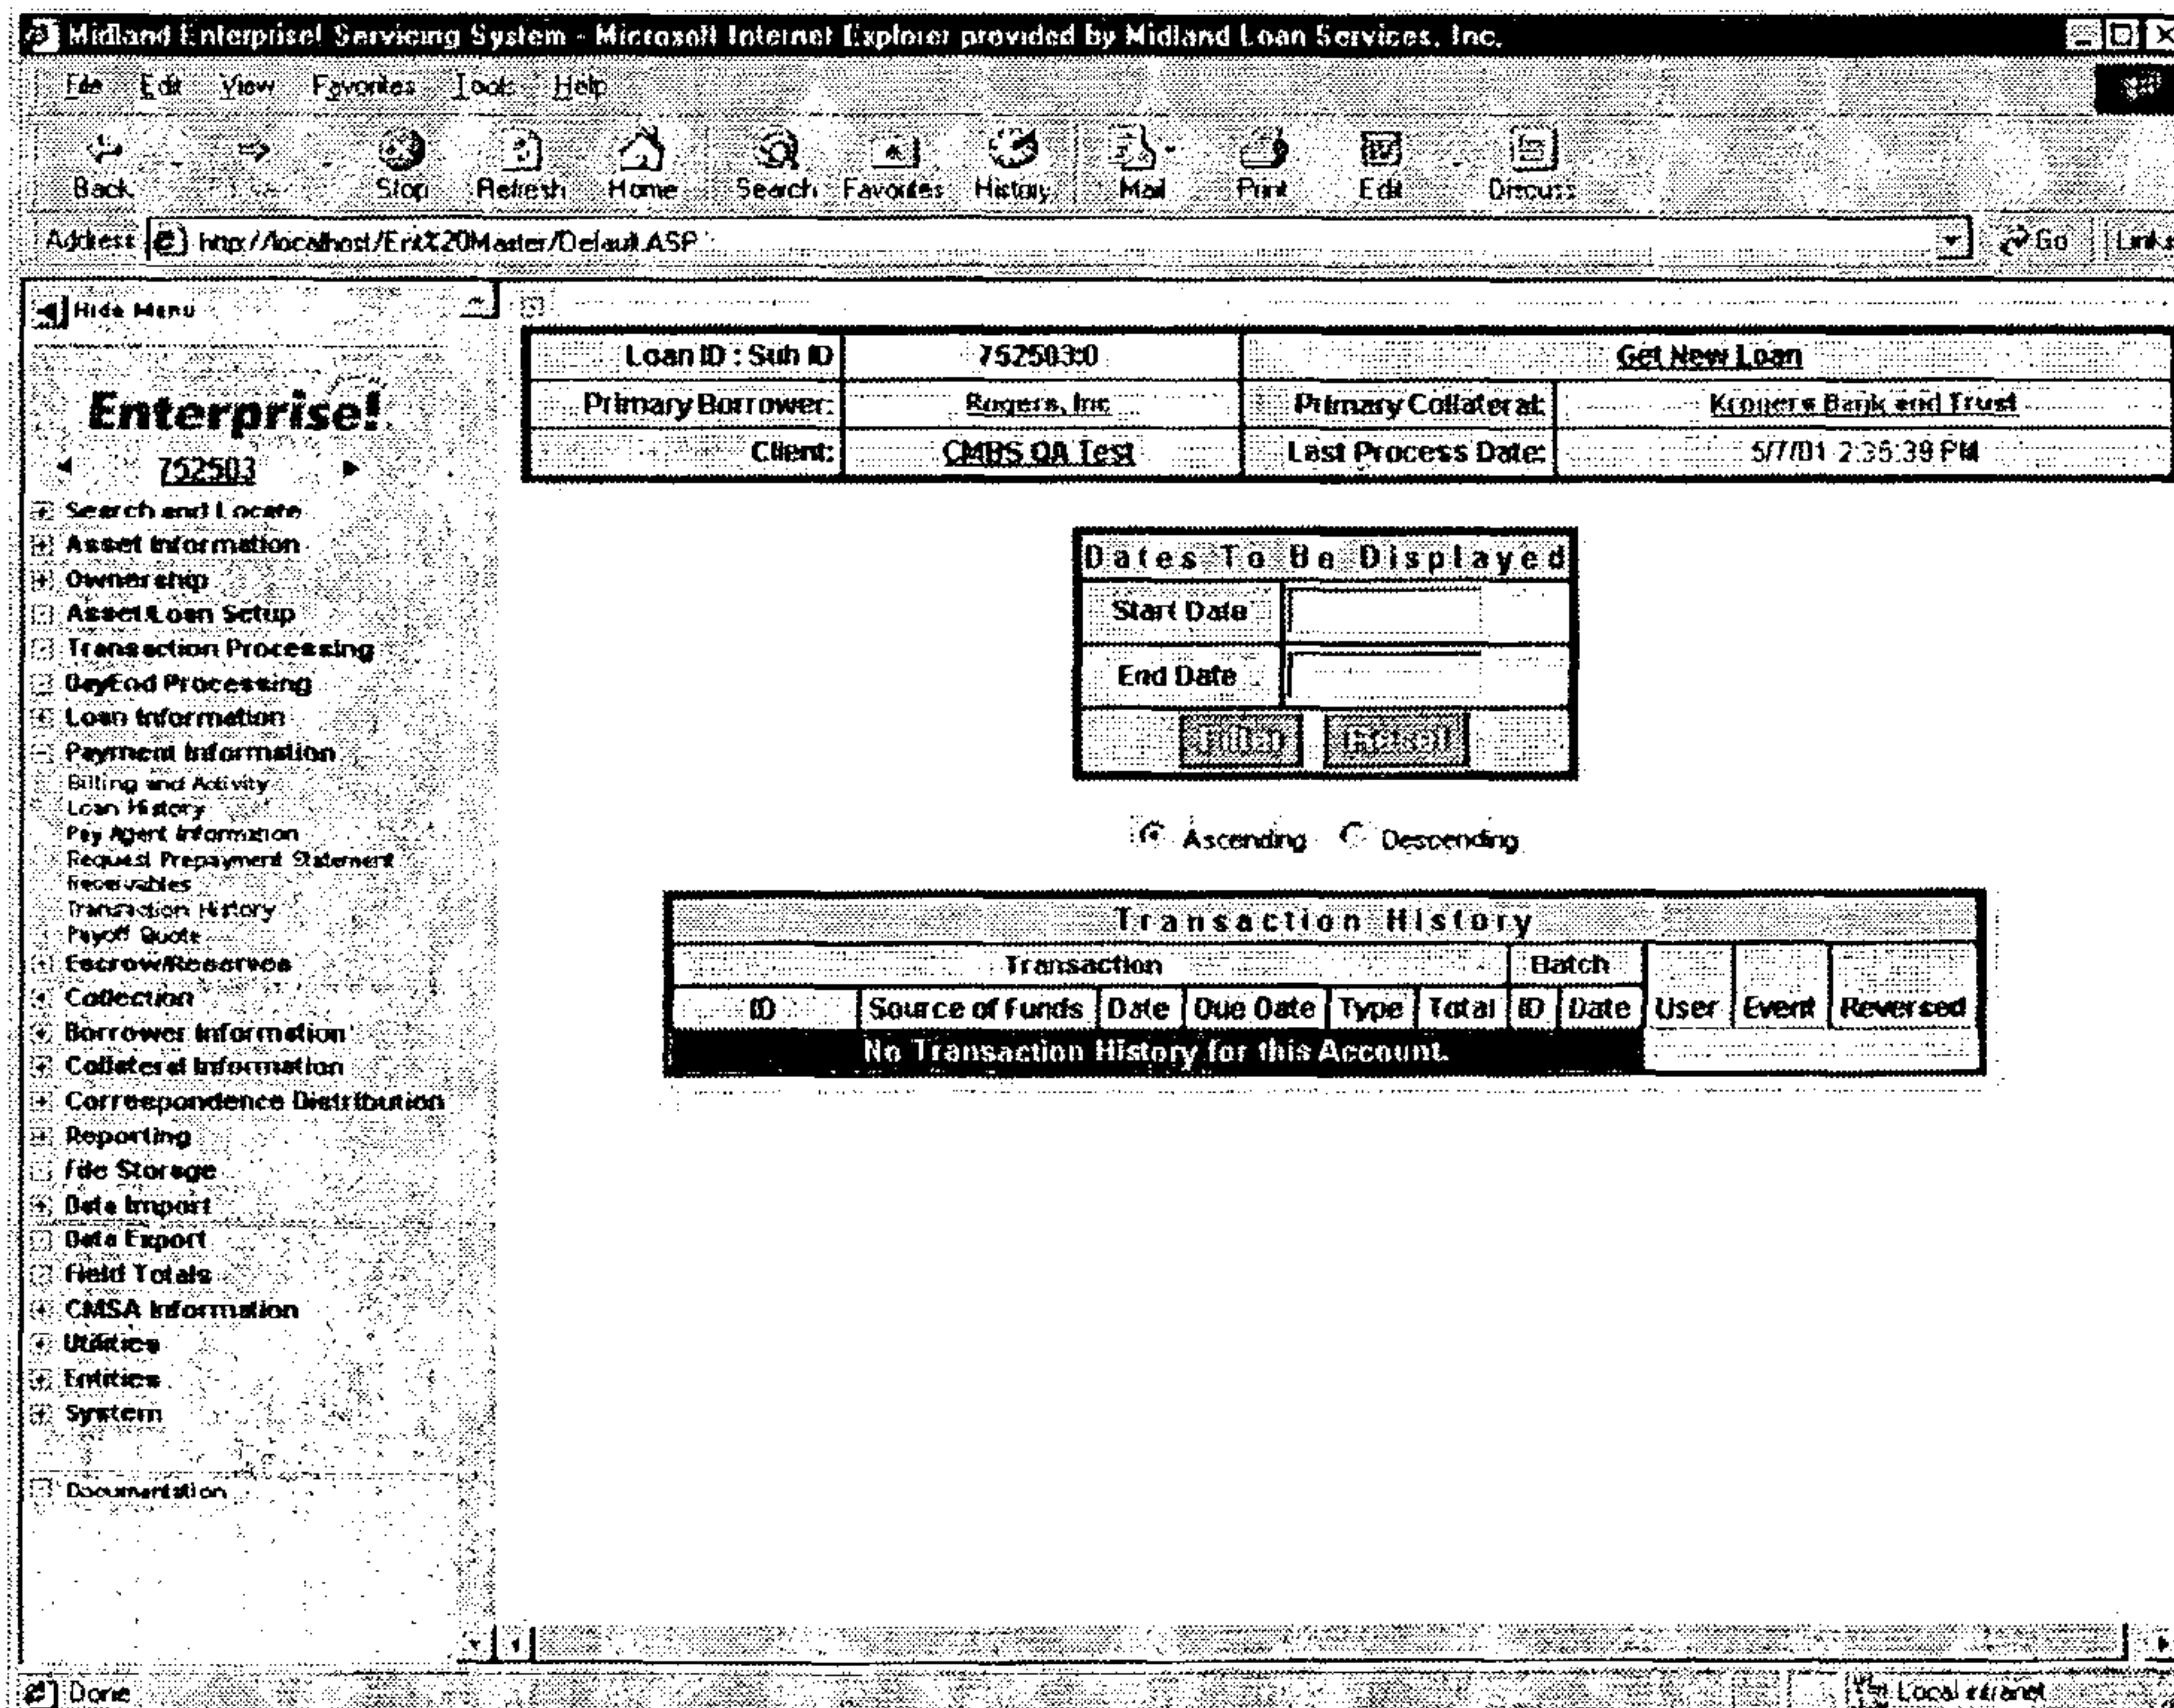 Midland Enterprise! Servicing System - Microsoft Internet Explorer provided by Midland Loan Services, Inc.
File Edit View Favorites Tools Help
Back Stop Refresh Home Search Favorites History Mail Print Edit Discuss
Address http://localhost/Erik%20Master/Default.ASP Go Links
Hide Menu
Enterprise!
752503
Search and Locate
Asset Information
Ownership
Asset/Loan Setup
Transaction Processing
DayEnd Processing
Loan Information
Payment Information
Billing and Activity
Loan History
Pay Agent Information
Request Prepayment Statement
Receivables
Transaction History
Payoff Quote
Escrow/Reserves
Collection
Borrower Information
Collateral Information
Correspondence Distribution
Reporting
File Storage
Data Import
Data Export
Field Totals
CMSA Information
Utilities
Entities
System
Documentation
Loan ID : Sub ID 752503:0 Get New Loan
Primary Borrower: Rogers, Inc Primary Collateral: Krogers Bank and Trust
Client: CMBS QA Test Last Process Date: 5/7/01 2:35:39 PM
Dates To Be Displayed
Start Date
End Date
Filter Reset
Ascending Descending
Transaction History
Transaction Batch
ID Source of Funds Date Due Date Type Total ID Date User Event Reversed
No Transaction History for this Account.
Done Local intranet